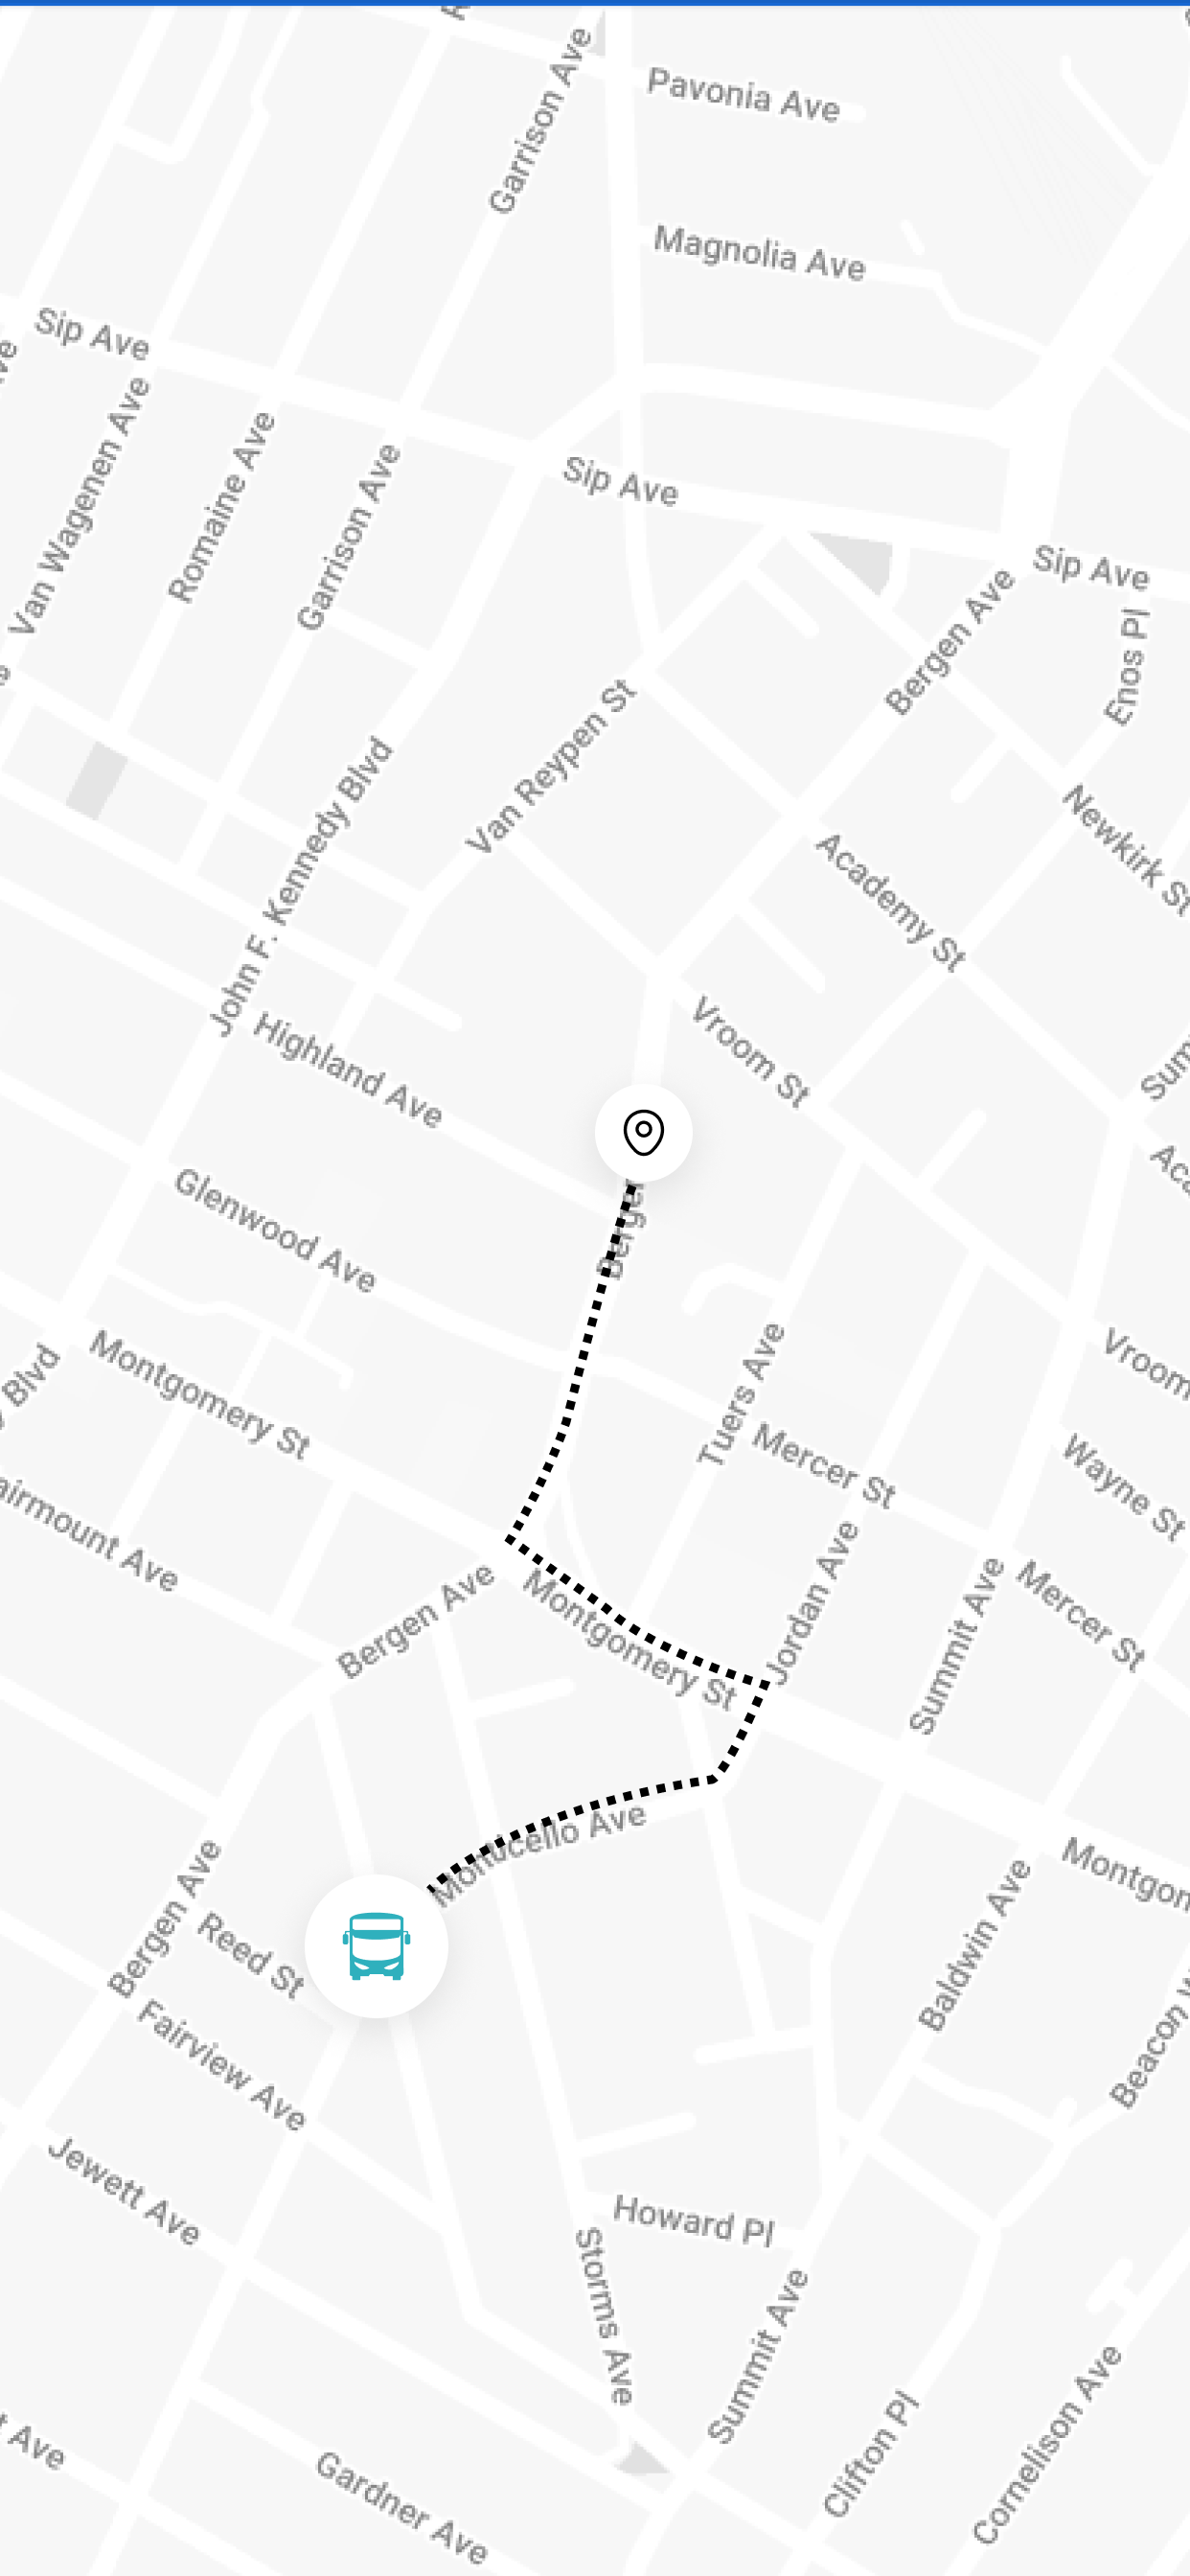 Garrison Ave
Pavonia Ave
Magnolia Ave
Sip Ave
Van Wagenen Ave
Romaine Ave
Garrison Ave
Sip Ave
Sip Ave
Bergen Ave
Enos Pl
Van Reypen St
John F. Kennedy Blvd
Newkirk St
Academy St
Vroom St
Highland Ave
Glenwood Ave
Montgomery St
Blvd
Tuers Ave
Mercer St
Vroom
Wayne St
Jordan Ave
Summit Ave
Mercer St
Bergen Ave
Montgomery St
Monticello Ave
Bergen Ave
Reed St
Fairview Ave
Baldwin Ave
Jewett Ave
Howard Pl
Storms Ave
Summit Ave
Clifton Pl
Cornelison Ave
Gardner Ave